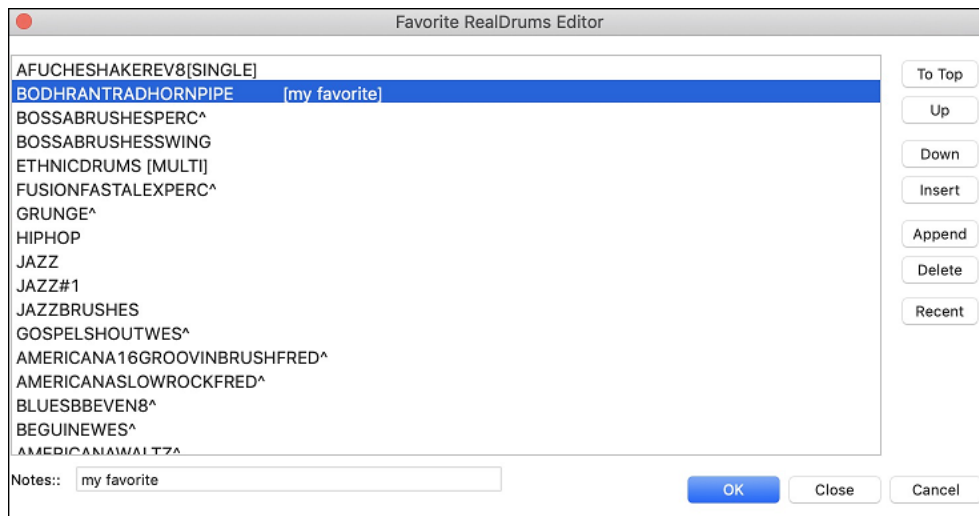 Favorite RealDrums Editor
AFUCHESHAKEREV8[SINGLE]
BODHRANTRADHORNPIPE [my favorite]
BOSSABRUSHESPERC^
BOSSABRUSHESSWING
ETHNICDRUMS [MULTI]
FUSIONFASTALEXPERC^
GRUNGE^
HIPHOP
JAZZ
JAZZ#1
JAZZBRUSHES
GOSPELSHOUTWES^
AMERICANA16GROOVINBRUSHFRED^
AMERICANASLOWROCKFRED^
BLUESBBEVEN8^
BEGUINEWES^
AMERICANAWALTZ^
To Top
Up
Down
Insert
Append
Delete
Recent
Notes:: my favorite
OK
Close
Cancel